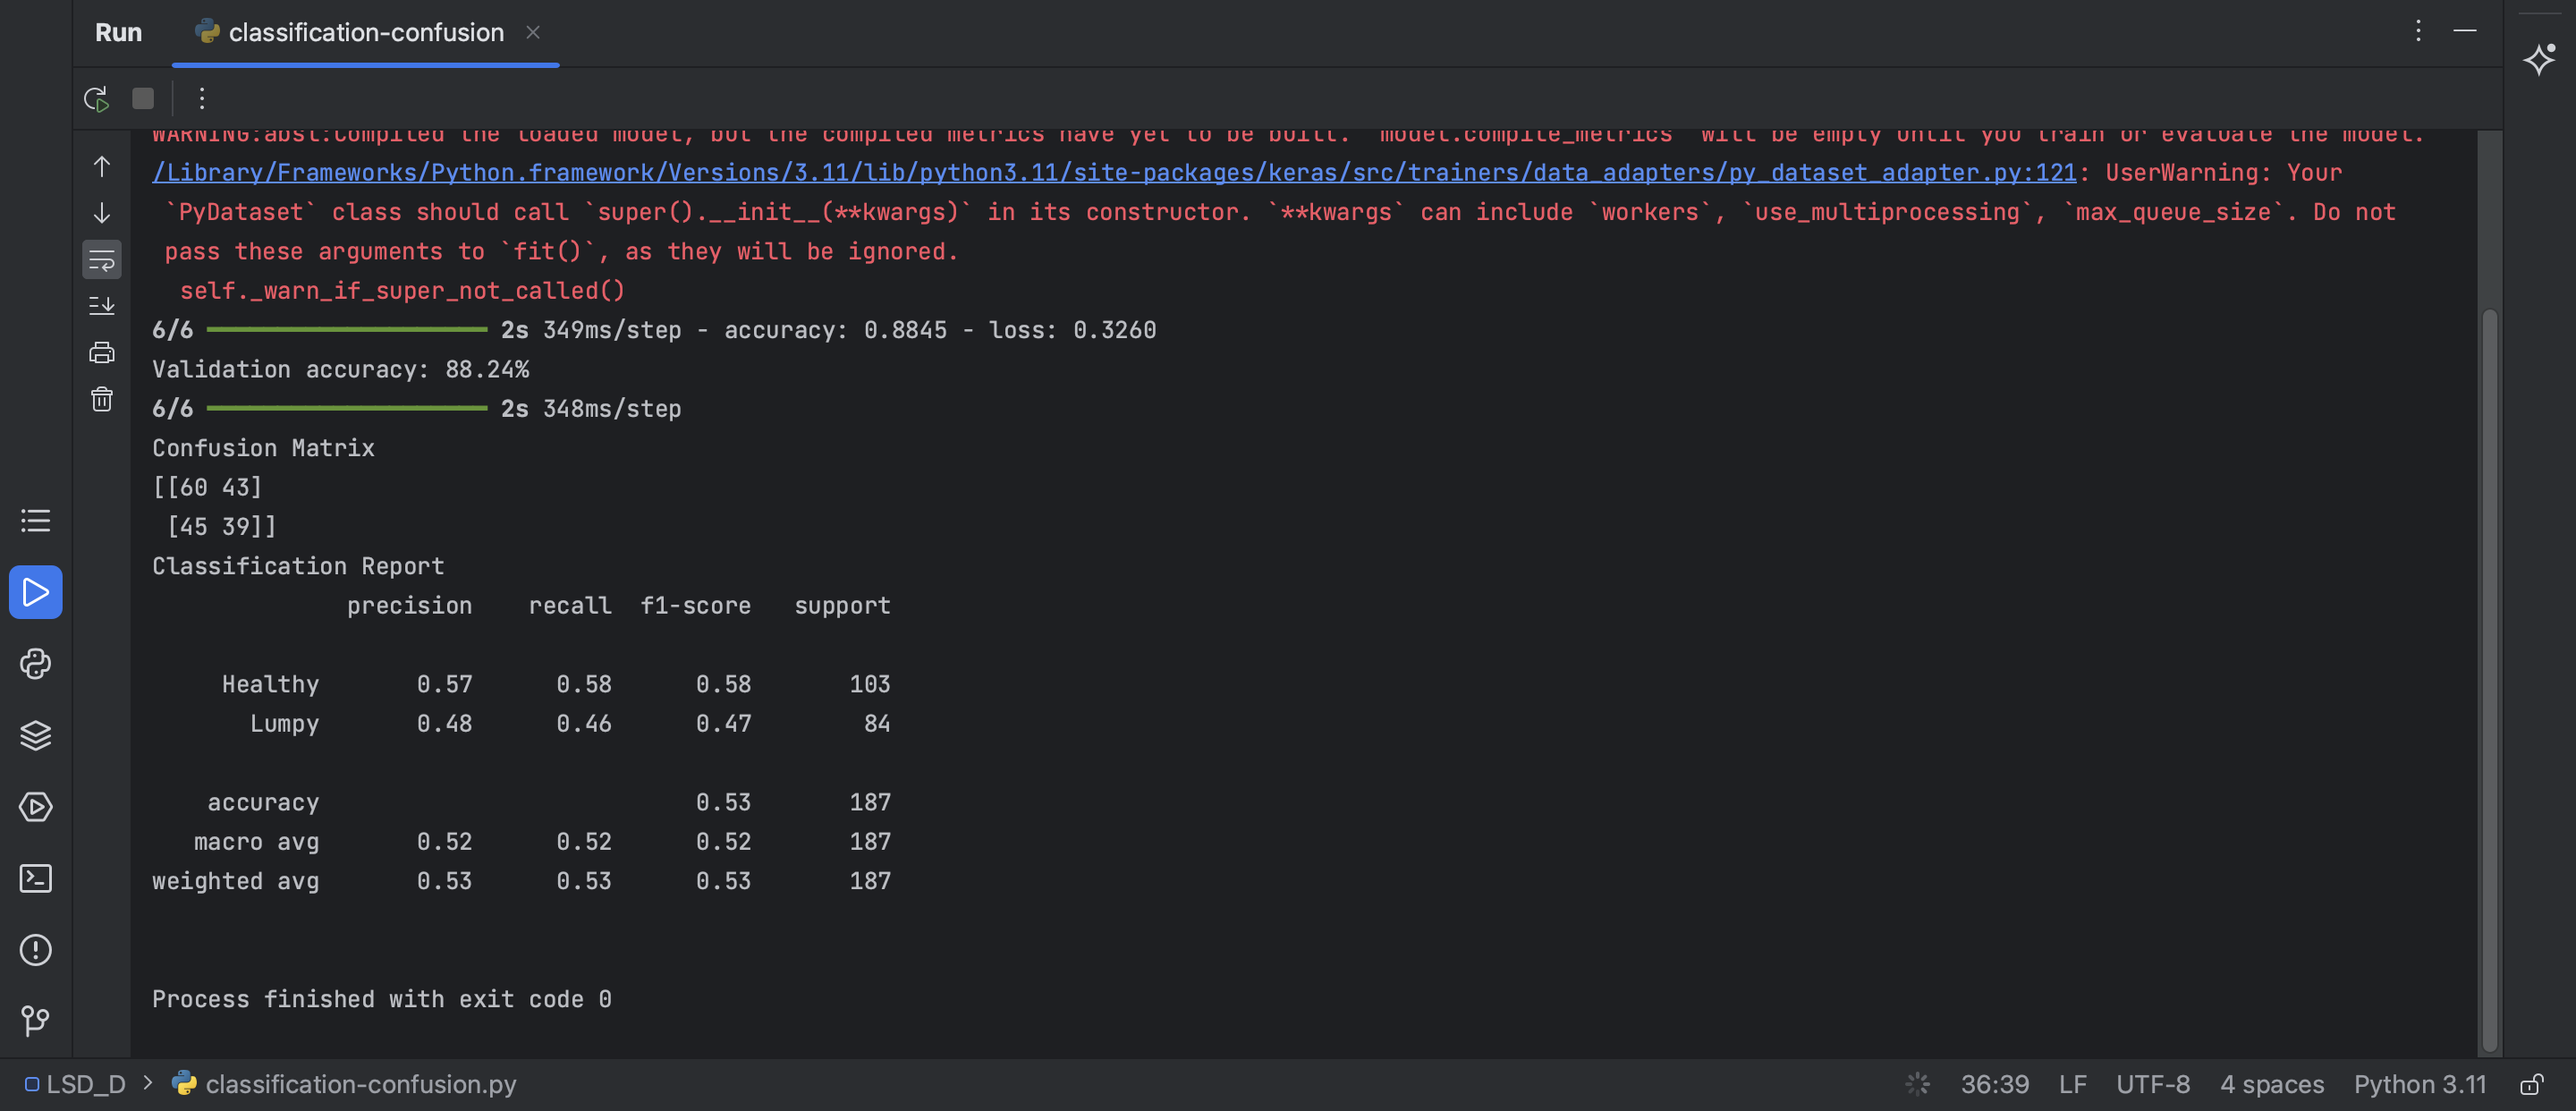 Run classification-confusion
WARNING:absl:Compiled the loaded model, but the compiled metrics have yet to be built. `model.compile_metrics` will be empty until you train or evaluate the model.
/Library/Frameworks/Python.framework/Versions/3.11/lib/python3.11/site-packages/keras/src/trainers/data_adapters/py_dataset_adapter.py:121: UserWarning: Your
`PyDataset` class should call `super().__init__(**kwargs)` in its constructor. `**kwargs` can include `workers`, `use_multiprocessing`, `max_queue_size`. Do not
pass these arguments to `fit()`, as they will be ignored.
self._warn_if_super_not_called()
6/6 ━━━━━━━━━━━━━━━━━━━━ 2s 349ms/step - accuracy: 0.8845 - loss: 0.3260
Validation accuracy: 88.24%
6/6 ━━━━━━━━━━━━━━━━━━━━ 2s 348ms/step
Confusion Matrix
[[60 43]
[45 39]]
Classification Report
precision recall f1-score support
Healthy 0.57 0.58 0.58 103
Lumpy 0.48 0.46 0.47 84
accuracy 0.53 187
macro avg 0.52 0.52 0.52 187
weighted avg 0.53 0.53 0.53 187
Process finished with exit code 0
LSD_D > classification-confusion.py 36:39 LF UTF-8 4 spaces Python 3.11